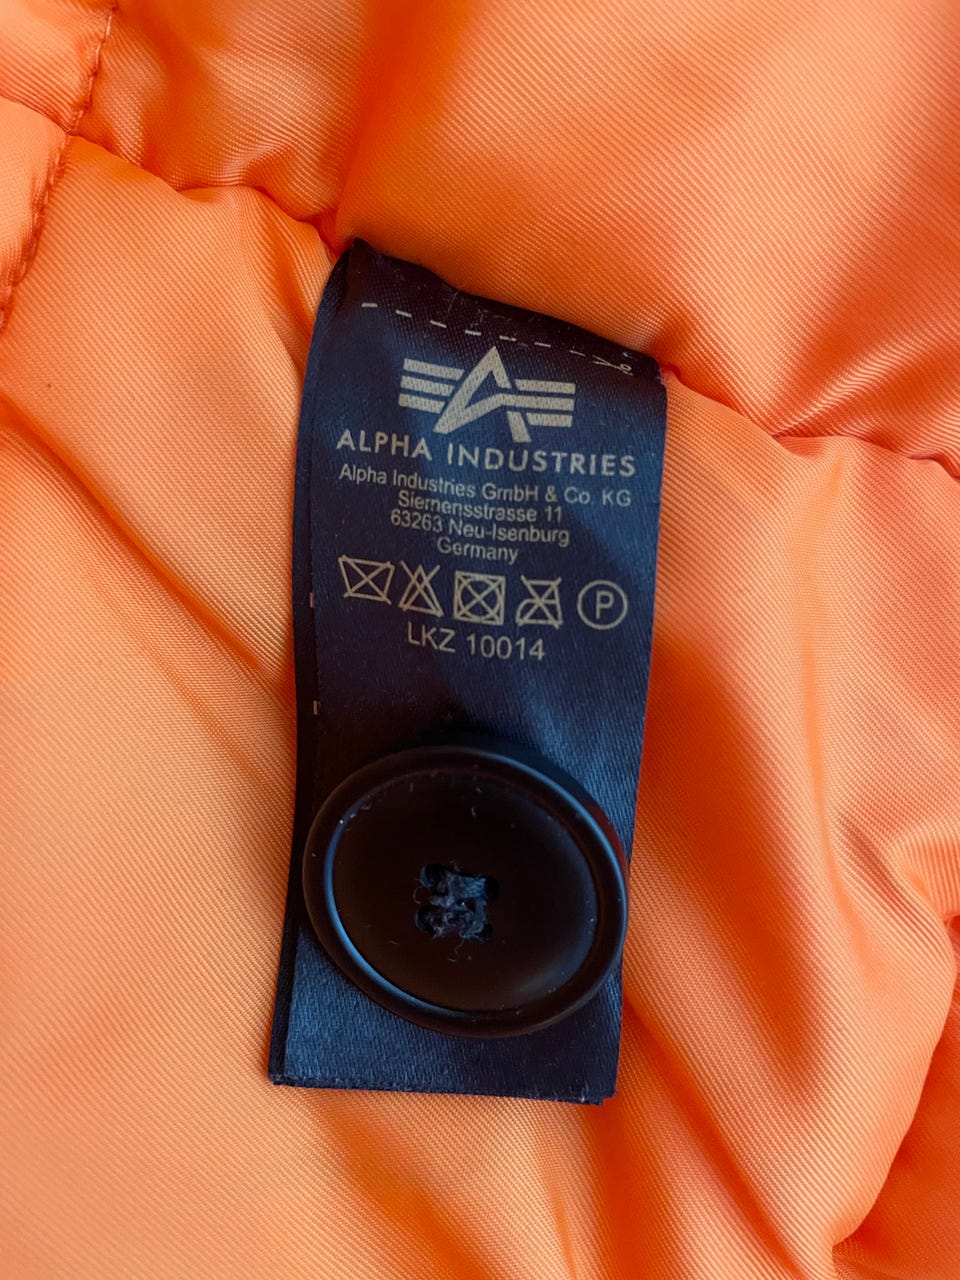 ALPHA INDUSTRIES
Alpha Industries GmbH & Co. KG
Siemensstrasse 11
63263 Neu-Isenburg
Germany
P
LKZ 10014